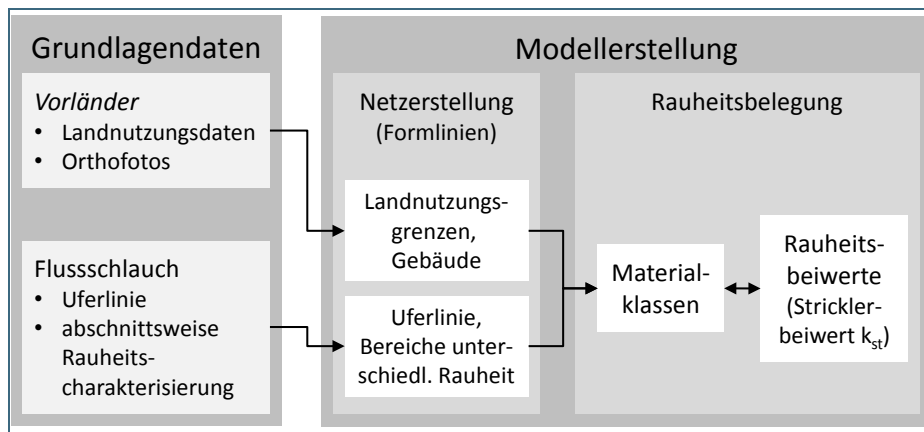 Grundlagendaten
Vorländer
• Landnutzungsdaten
• Orthofotos
Flussschlauch
• Uferlinie
• abschnittsweise
Rauheits-
charakterisierung
Modellerstellung
Netzerstellung
(Formlinien)
Landnutzungs-
grenzen,
Gebäude
Uferlinie,
Bereiche unter-
schiedl. Rauheit
Rauheitsbelegung
Material-
klassen
Rauheits-
beiwerte
(Strickler-
beiwert kst)